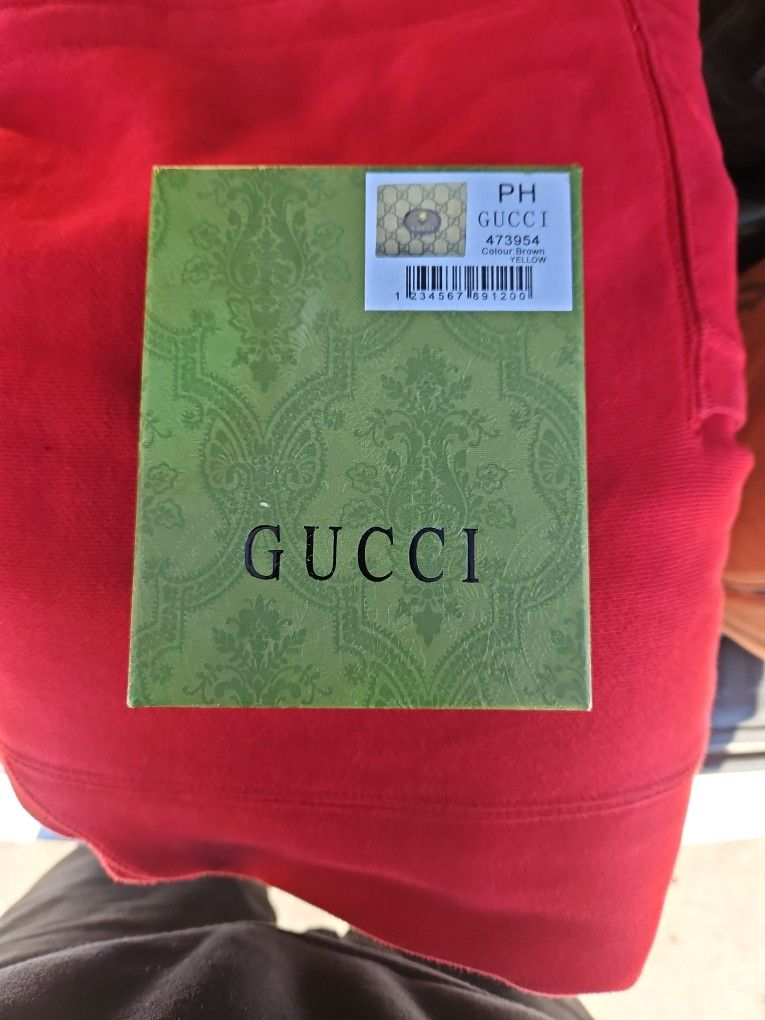 PH
GUCCI
473954
Colour:Brown
YELLOW
1 234567 891200
GUCCI